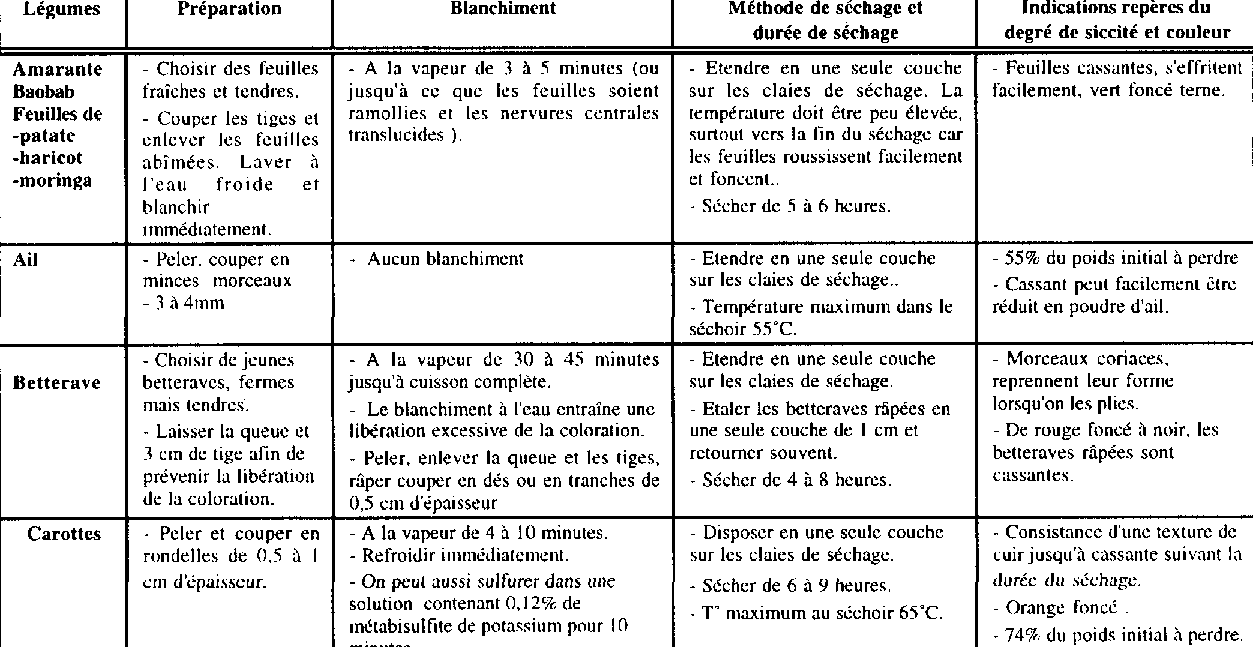 Légumes
Préparation
Blanchiment
Méthode de séchage et
durée de séchage
Indications repères du
degré de siccité et couleur
Amarante
Baobab
Feuilles de
-patate
-haricot
-moringa
- Choisir des feuilles
fraîches et tendres.
- Couper les tiges et
enlever les feuilles
abîmées. Laver à
l'eau froide et
blanchir
immédiatement.
- A la vapeur de 3 à 5 minutes (ou
jusqu'à ce que les feuilles soient
ramollies et les nervures centrales
translucides ).
- Etendre en une seule couche
sur les claies de séchage. La
température doit être peu élevée,
surtout vers la fin du séchage car
les feuilles roussissent facilement
et foncent..
- Sécher de 5 à 6 heures.
- Feuilles cassantes, s'effritent
facilement, vert foncé terne.
Ail
- Peler, couper en
minces morceaux
- 3 à 4mm
- Aucun blanchiment
- Etendre en une seule couche
sur les claies de séchage..
- Température maximum dans le
séchoir 55°C.
- 55% du poids initial à perdre
- Cassant peut facilement être
réduit en poudre d'ail.
Betterave
- Choisir de jeunes
betteraves, fermes
mais tendres.
- Laisser la queue et
3 cm de tige afin de
prévenir la libération
de la coloration.
- A la vapeur de 30 à 45 minutes
jusqu'à cuisson complète.
- Le blanchiment à l'eau entraîne une
libération excessive de la coloration.
- Peler, enlever la queue et les tiges,
râper couper en dés ou en tranches de
0,5 cm d'épaisseur
- Etendre en une seule couche
sur les claies de séchage.
- Etaler les betteraves râpées en
une seule couche de 1 cm et
retourner souvent.
- Sécher de 4 à 8 heures.
- Morceaux coriaces,
reprennent leur forme
lorsqu'on les plies.
- De rouge foncé à noir, les
betteraves râpées sont
cassantes.
Carottes
- Peler et couper en
rondelles de 0,5 à 1
cm d'épaisseur.
- A la vapeur de 4 à 10 minutes.
- Refroidir immédiatement.
- On peut aussi sulfurer dans une
solution contenant 0,12% de
métabisulfite de potassium pour 10
- Disposer en une seule couche
sur les claies de séchage.
- Sécher de 6 à 9 heures.
- T° maximum au séchoir 65°C.
- Consistance d'une texture de
cuir jusqu'à cassante suivant la
durée du séchage.
- Orange foncé .
- 74% du poids initial à perdre.